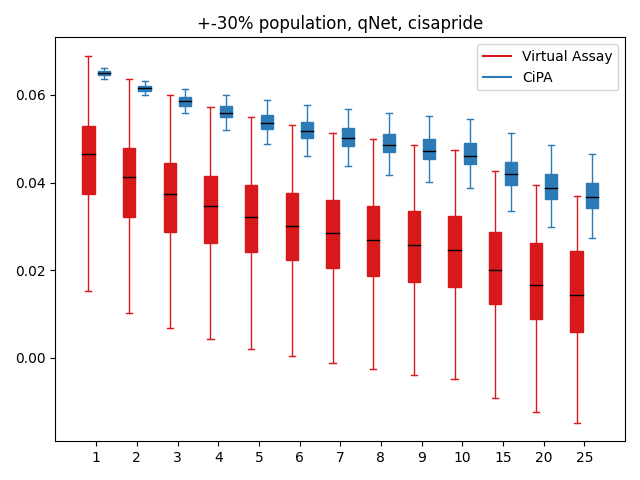 +-30% population, qNet, cisapride
Virtual Assay
CiPA
0.06
0.04
0.02
0.00
1 2 3 4 5 6 7 8 9 10 15 20 25